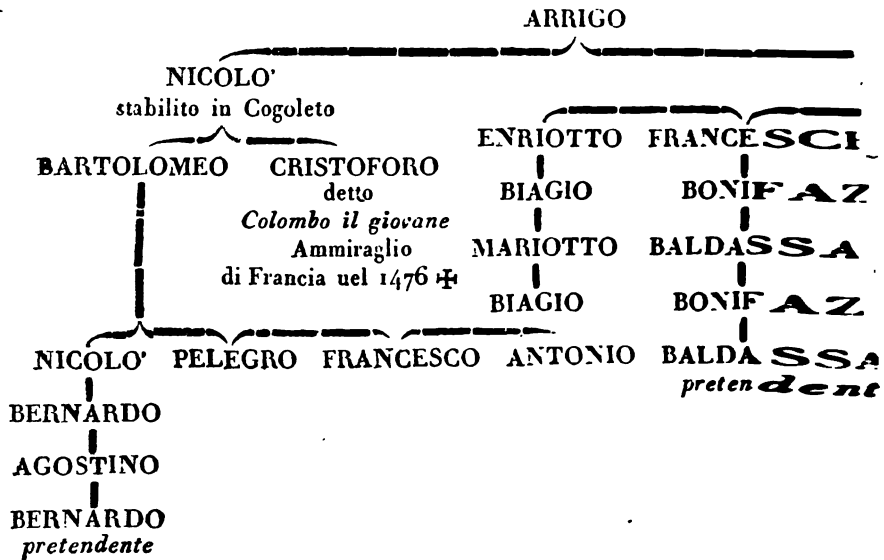 ARRIGO
NICOLO'
stabilito in Cogoleto
ENRIOTTO FRANCESCH
BARTOLOMEO CRISTOFORO
detto
Colombo il giovane
Ammiraglio
di Francia uel 1476 ✠
BIAGIO BONIFAZ
MARIOTTO BALDASSA
BIAGIO BONIFAZ
NICOLO' PELEGRO FRANCESCO ANTONIO BALDASSA
pretendent
BERNARDO
AGOSTINO
BERNARDO
pretendente